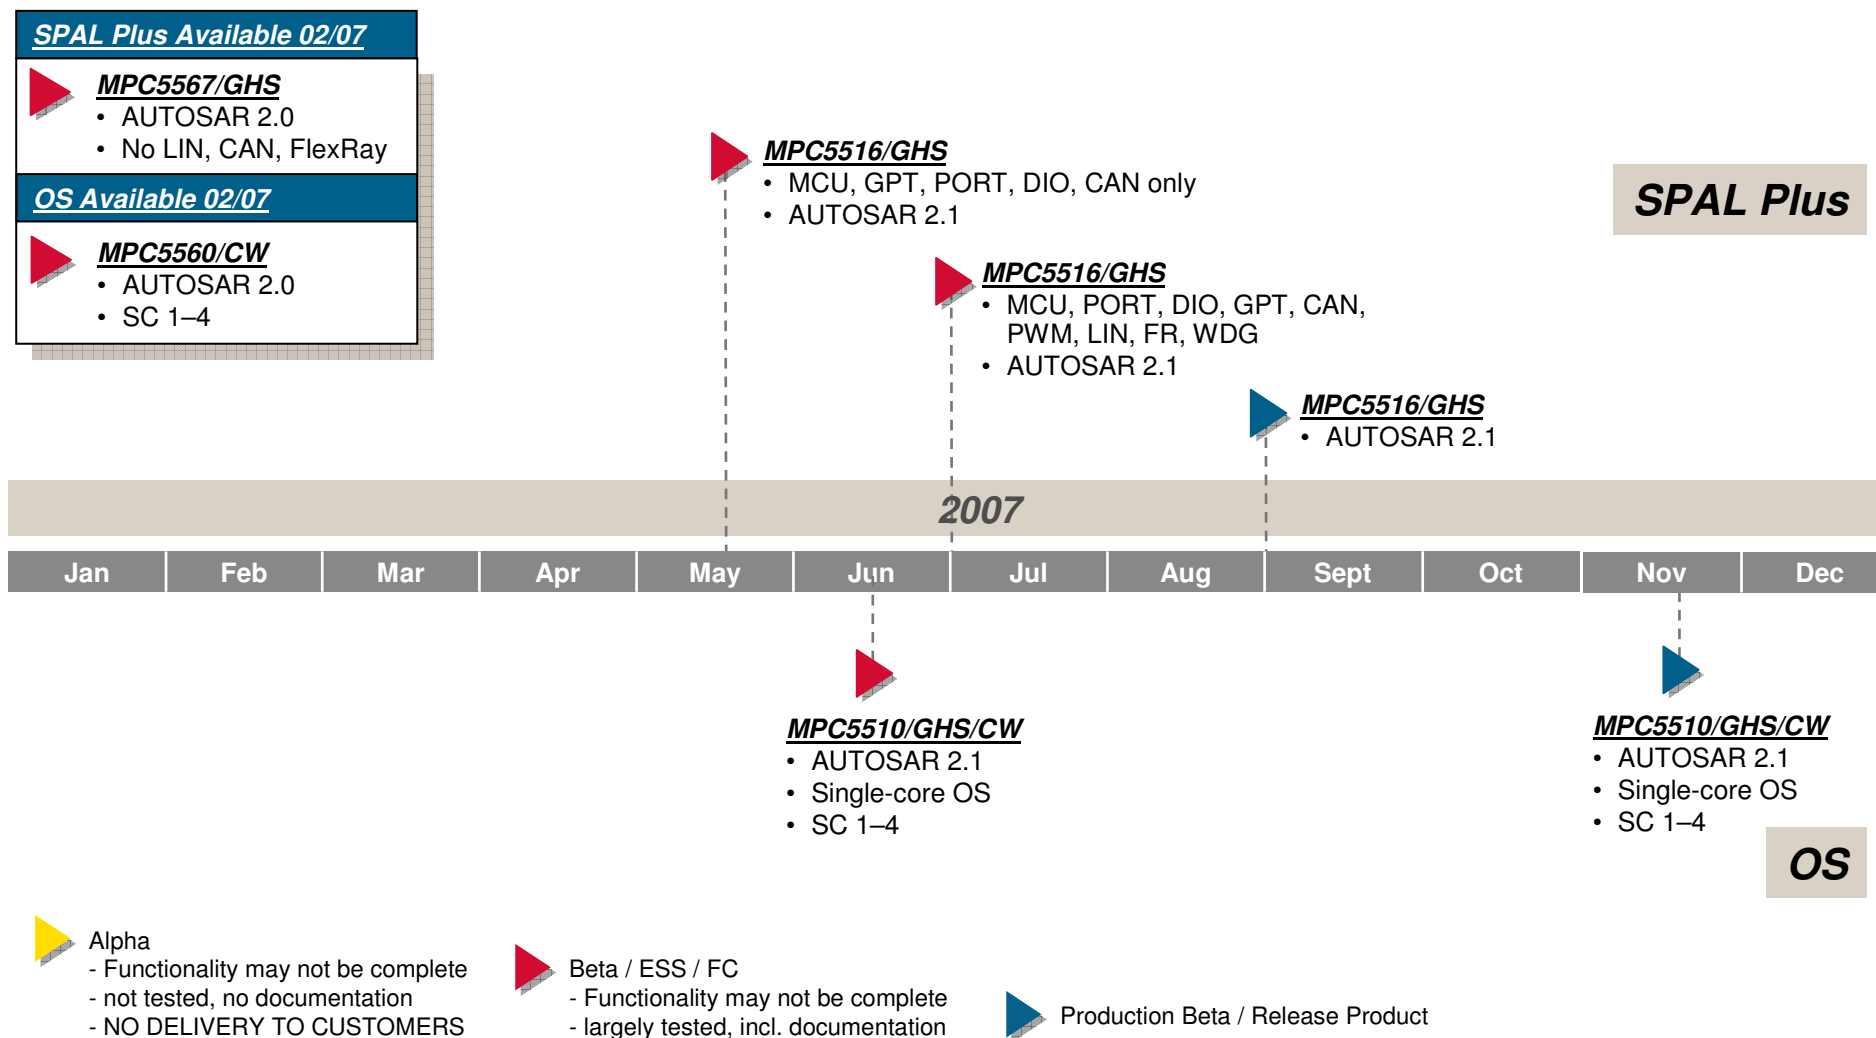 SPAL Plus Available 02/07
MPC5567/GHS
• AUTOSAR 2.0
• No LIN, CAN, FlexRay
OS Available 02/07
MPC5560/CW
• AUTOSAR 2.0
• SC 1–4
MPC5516/GHS
• MCU, GPT, PORT, DIO, CAN only
• AUTOSAR 2.1
SPAL Plus
MPC5516/GHS
• MCU, PORT, DIO, GPT, CAN,
PWM, LIN, FR, WDG
• AUTOSAR 2.1
MPC5516/GHS
• AUTOSAR 2.1
2007
Jan Feb Mar Apr May Jun Jul Aug Sept Oct Nov Dec
MPC5510/GHS/CW
• AUTOSAR 2.1
• Single-core OS
• SC 1–4
MPC5510/GHS/CW
• AUTOSAR 2.1
• Single-core OS
• SC 1–4
OS
Alpha
- Functionality may not be complete
- not tested, no documentation
- NO DELIVERY TO CUSTOMERS
Beta / ESS / FC
- Functionality may not be complete
- largely tested, incl. documentation
Production Beta / Release Product